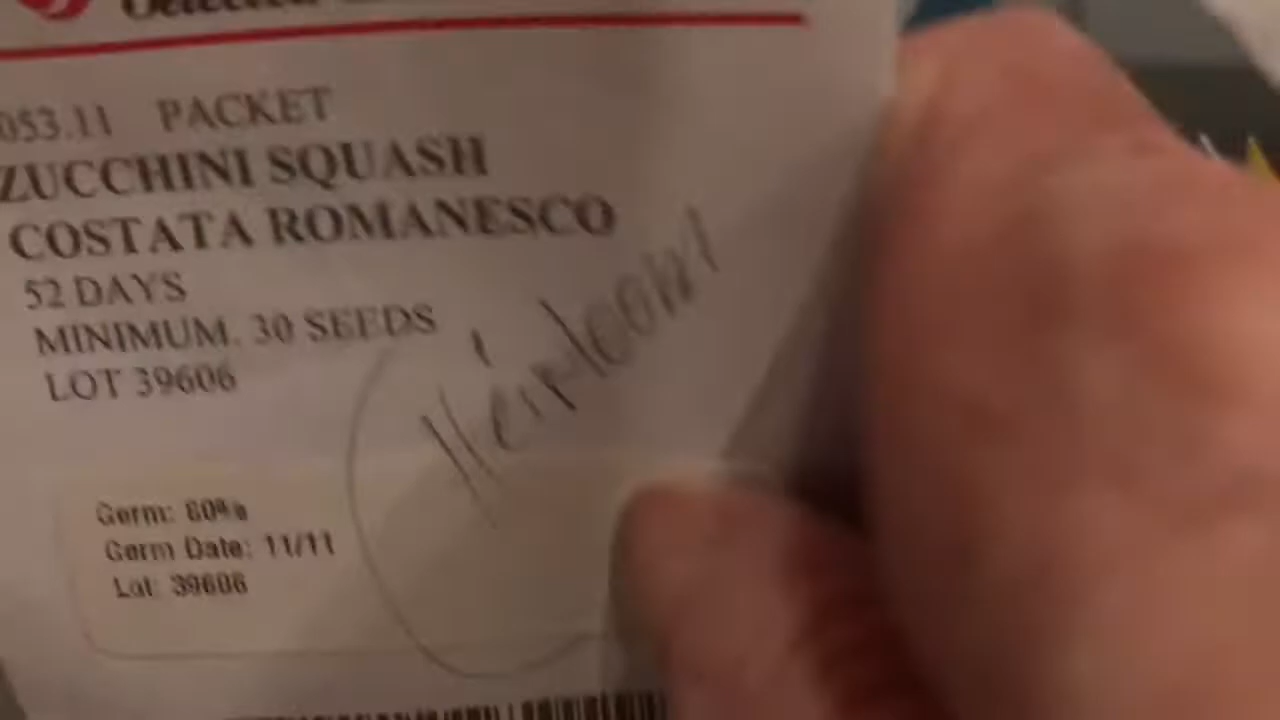 053.11 PACKET
ZUCCHINI SQUASH
COSTATA ROMANESCO
52 DAYS
MINIMUM. 30 SEEDS
LOT 39606
Heirloom
Germ: 80%
Germ Date: 11/11
Lot: 39606